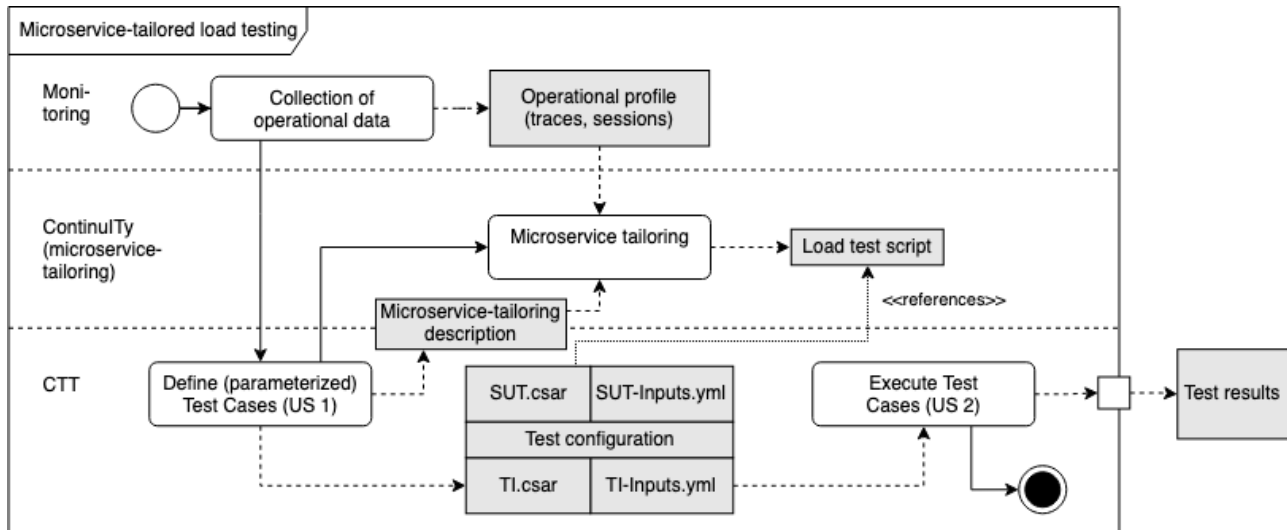 Microservice-tailored load testing
Moni-
toring
Collection of
operational data
Operational profile
(traces, sessions)
ContinuITy
(microservice-
tailoring)
Microservice tailoring
Load test script
<<references>>
Microservice-tailoring
description
CTT
Define (parameterized)
Test Cases (US 1)
SUT.csar
SUT-Inputs.yml
Test configuration
TI.csar
TI-Inputs.yml
Execute Test
Cases (US 2)
Test results